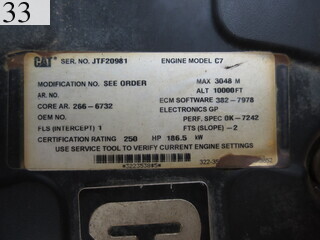 33
CAT SER. NO. JTF20981 ENGINE MODEL C7
MAX 3048 M
MODIFICATION NO. SEE ORDER ALT 10000 FT
AR. NO.
CORE AR. 266-6732 ECM SOFTWARE 382-7978
OEM NO. ELECTRONICS GP
PERF. SPEC 0K-7242
FLS (INTERCEPT) 1 FTS (SLOPE) -2
CERTIFICATION RATING 250 HP 186.5 kW
USE SERVICE TOOL TO VERIFY CURRENT ENGINE SETTINGS